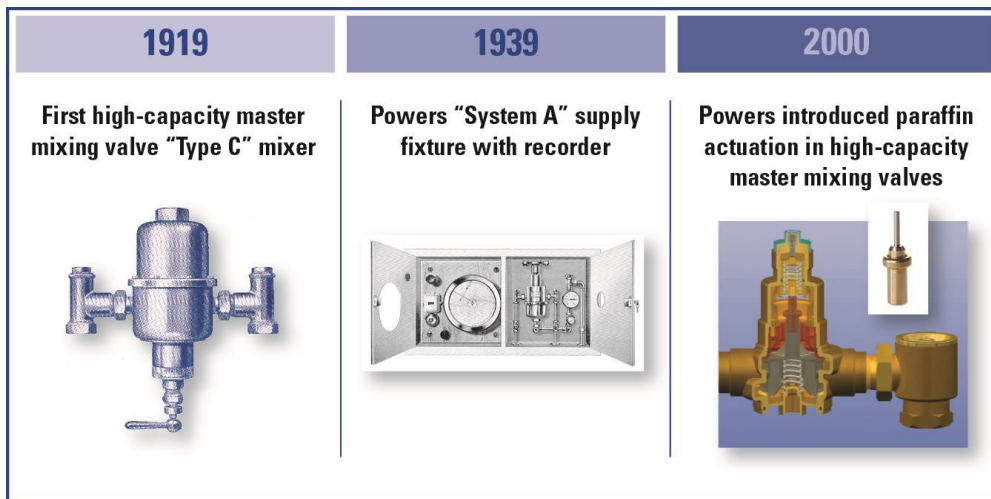 1919
First high-capacity master
mixing valve “Type C” mixer
1939
Powers “System A” supply
fixture with recorder
2000
Powers introduced paraffin
actuation in high-capacity
master mixing valves